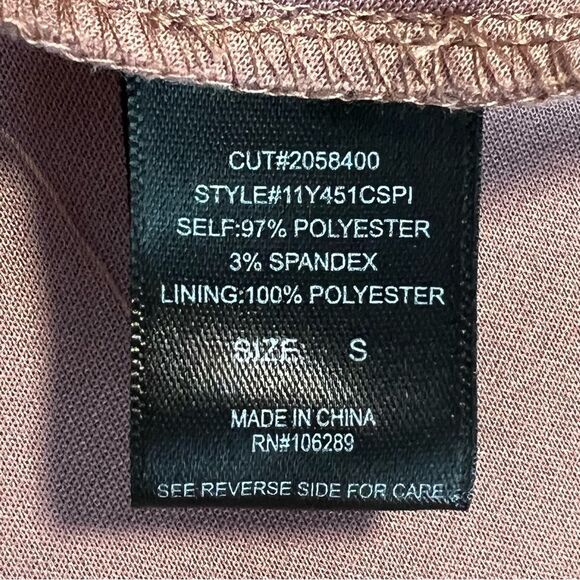 CUT#2058400
STYLE#11Y451CSPI
SELF:97% POLYESTER
3% SPANDEX
LINING:100% POLYESTER
SIZE S
MADE IN CHINA
RN#106289
SEE REVERSE SIDE FOR CARE